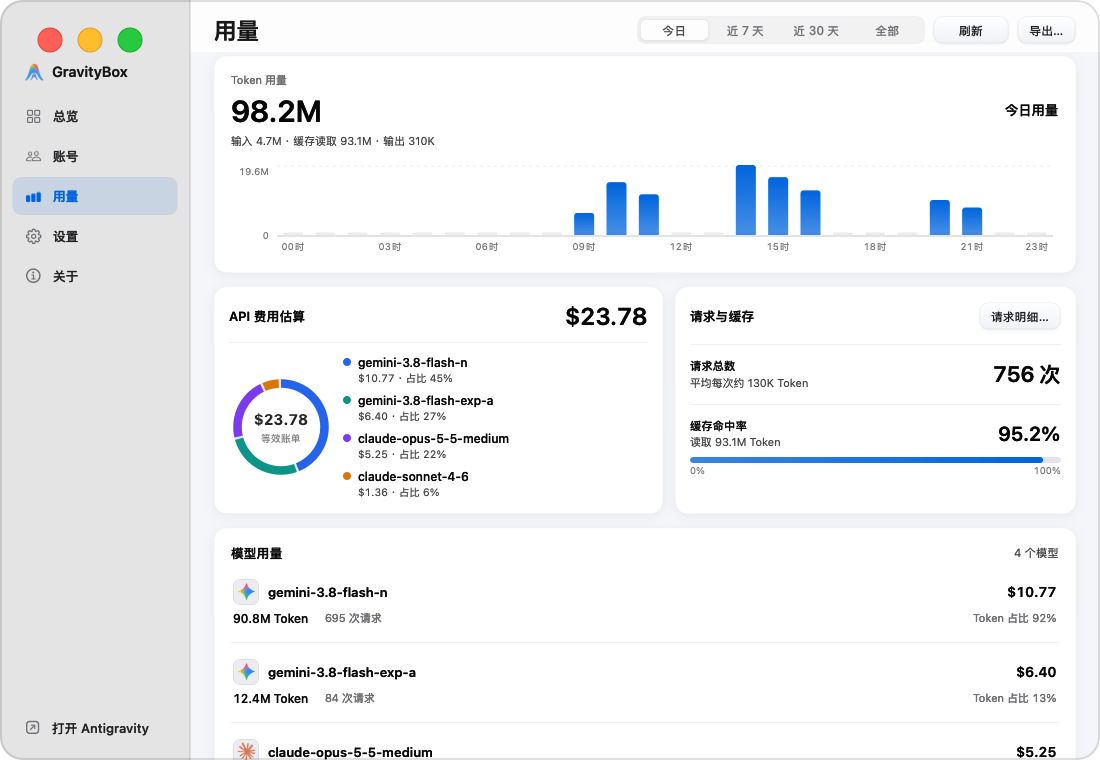 GravityBox
总览
账号
用量
设置
关于
打开 Antigravity
用量
今日 近 7 天 近 30 天 全部 刷新 导出...
Token 用量
98.2M
今日用量
输入 4.7M · 缓存读取 93.1M · 输出 310K
19.6M
0
00时 03时 06时 09时 12时 15时 18时 21时 23时
API 费用估算 $23.78
$23.78
等效账单
gemini-3.8-flash-n
$10.77 · 占比 45%
gemini-3.8-flash-exp-a
$6.40 · 占比 27%
claude-opus-5-5-medium
$5.25 · 占比 22%
claude-sonnet-4-6
$1.36 · 占比 6%
请求与缓存 请求明细...
请求总数
平均每次约 130K Token
756 次
缓存命中率
读取 93.1M Token
95.2%
0% 100%
模型用量 4 个模型
gemini-3.8-flash-n $10.77
90.8M Token 695 次请求 Token 占比 92%
gemini-3.8-flash-exp-a $6.40
12.4M Token 84 次请求 Token 占比 13%
claude-opus-5-5-medium $5.25